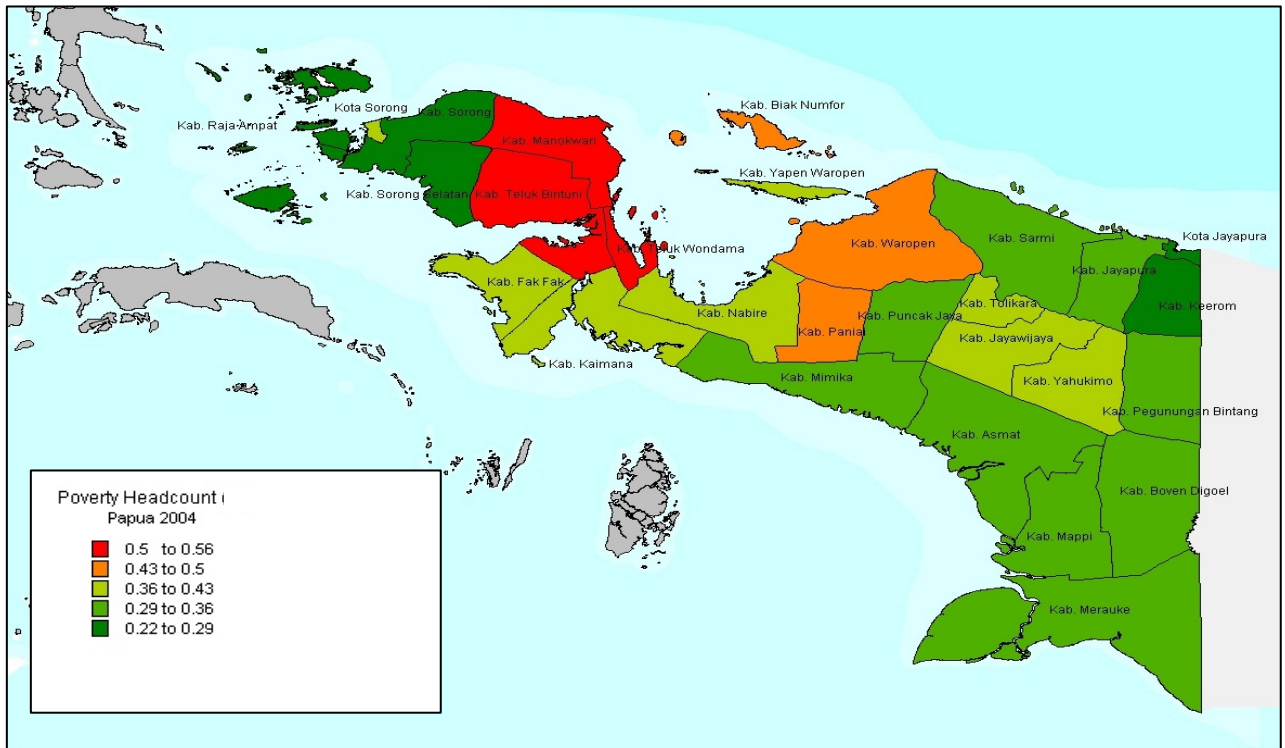 Kab. Biak Numfor
Kota Sorong
Kab. Sorong
Kab. Raja-Ampat
Kab. Manokwari
Kab. Yapen Waropen
Kab. Sorong Selatan
Kab. Teluk Bintuni
Kab. Teluk Wondama
Kab. Waropen
Kab. Sarmi
Kota Jayapura
Kab. Jayapura
Kab. Fak Fak
Kab. Tolikara
Kab. Keerom
Kab. Nabire
Kab. Puncak Jaya
Kab. Paniai
Kab. Jayawijaya
Kab. Kaimana
Kab. Mimika
Kab. Yahukimo
Kab. Pegunungan Bintang
Kab. Asmat
Kab. Boven Digoel
Kab. Mappi
Kab. Merauke
Poverty Headcount (
Papua 2004
0.5 to 0.56
0.43 to 0.5
0.36 to 0.43
0.29 to 0.36
0.22 to 0.29